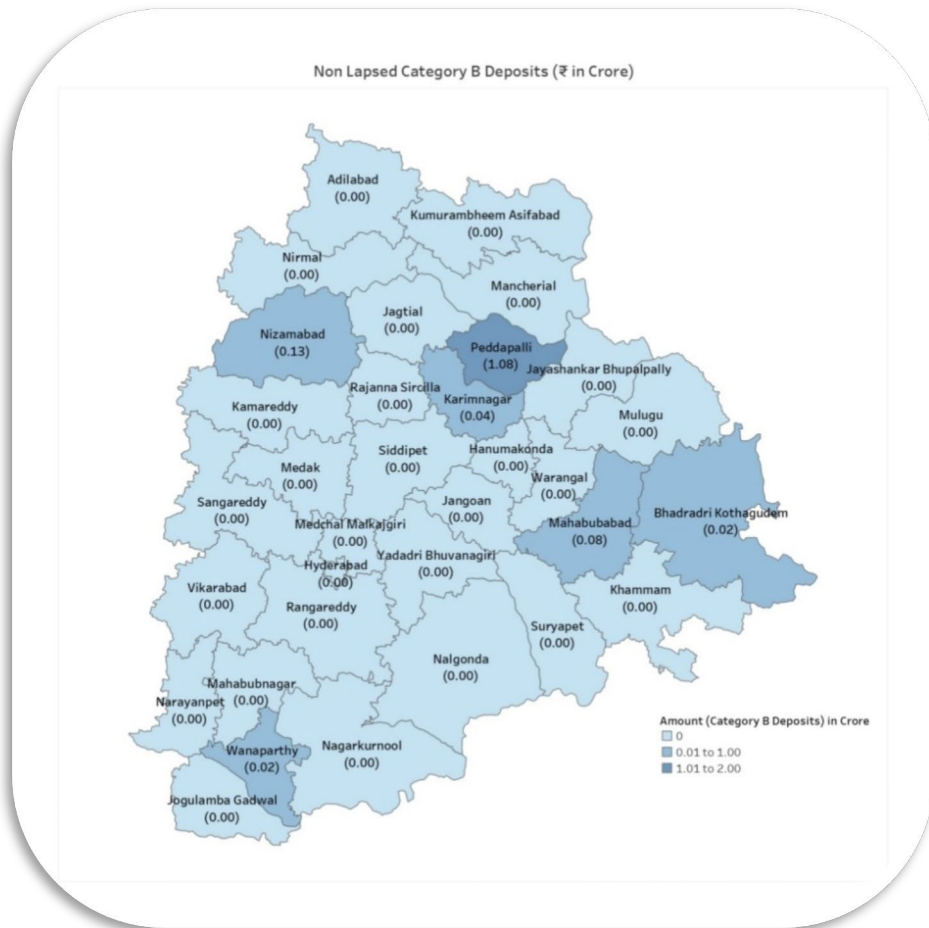 Non Lapsed Category B Deposits (₹ in Crore)
Adilabad
(0.00)
Kumurambheem Asifabad
(0.00)
Nirmal
(0.00)
Mancherial
(0.00)
Jagtial
(0.00)
Nizamabad
(0.13)
Peddapalli
(1.08)
Jayashankar Bhupalpally
(0.00)
Rajanna Sircilla
(0.00)
Karimnagar
(0.04)
Kamareddy
(0.00)
Mulugu
(0.00)
Siddipet
(0.00)
Hanumakonda
(0.00)
Medak
(0.00)
Warangal
(0.00)
Sangareddy
(0.00)
Jangoan
(0.00)
Bhadradri Kothagudem
(0.02)
Medchal Malkajgiri
(0.00)
Mahabubabad
(0.08)
Yadadri Bhuvanagiri
(0.00)
Hyderabad
(0.00)
Vikarabad
(0.00)
Khammam
(0.00)
Rangareddy
(0.00)
Suryapet
(0.00)
Nalgonda
(0.00)
Mahabubnagar
(0.00)
Narayanpet
(0.00)
Wanaparthy
(0.02)
Nagarkurnool
(0.00)
Jogulamba Gadwal
(0.00)
Amount (Category B Deposits) in Crore
0
0.01 to 1.00
1.01 to 2.00